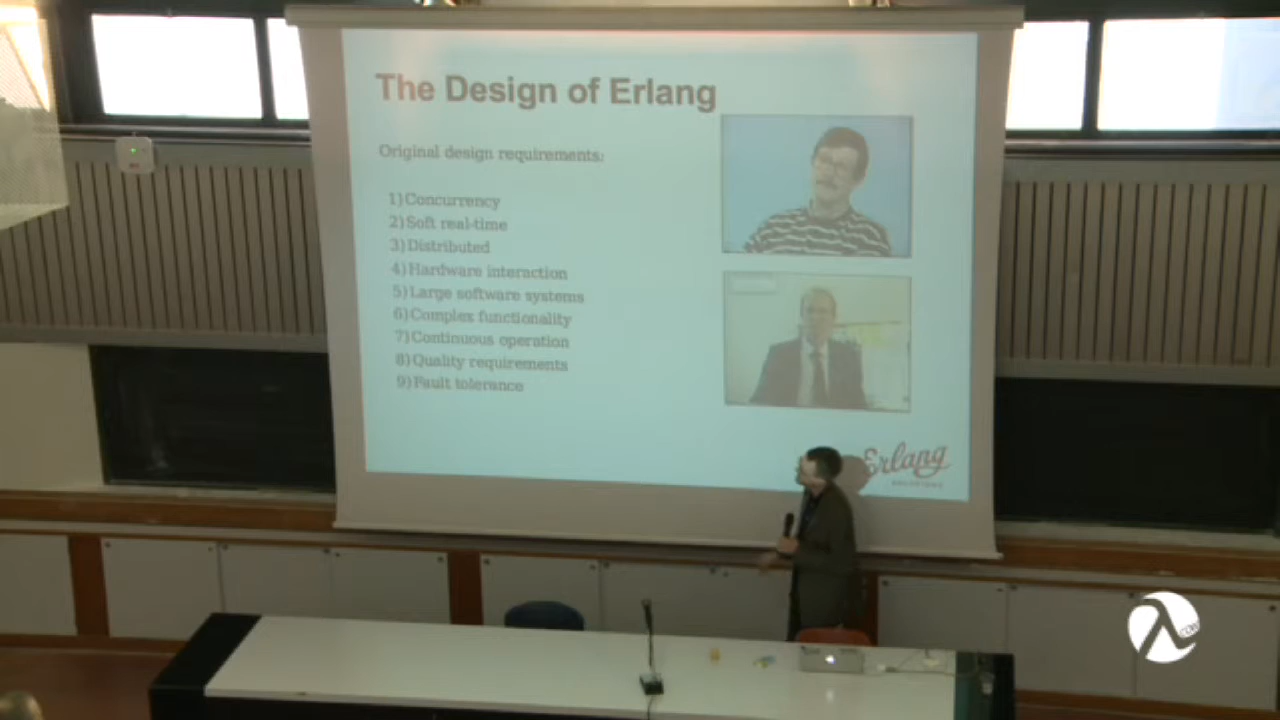 The Design of Erlang
Original design requirements:
1) Concurrency
2) Soft real-time
3) Distributed
4) Hardware interaction
5) Large software systems
6) Complex functionality
7) Continuous operation
8) Quality requirements
9) Fault tolerance
Erlang